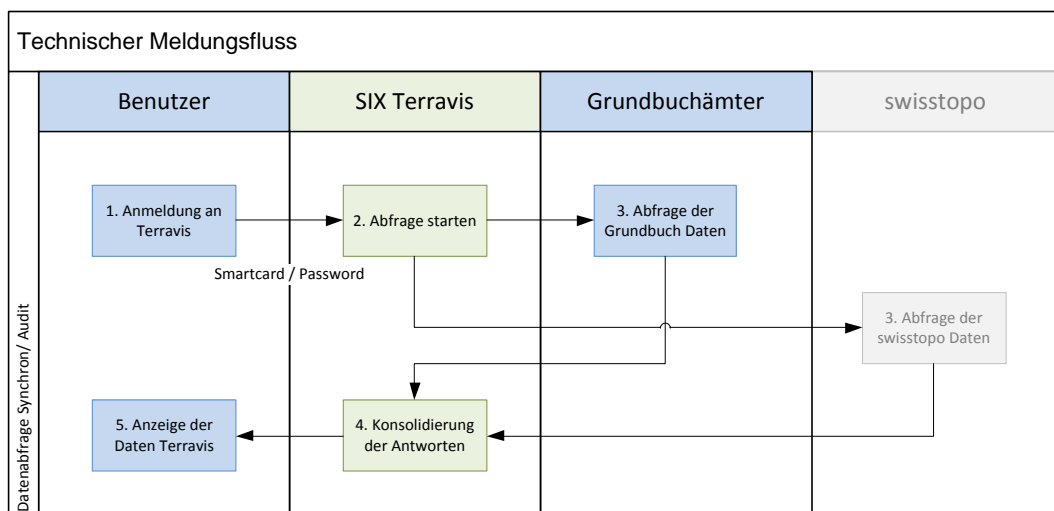 Technischer Meldungsfluss
Benutzer
SIX Terravis
Grundbuchämter
swisstopo
1. Anmeldung an
Terravis
2. Abfrage starten
3. Abfrage der
Grundbuch Daten
Smartcard / Password
3. Abfrage der
swisstopo Daten
5. Anzeige der
Daten Terravis
4. Konsolidierung
der Antworten
Datenabfrage Synchron/ Audit